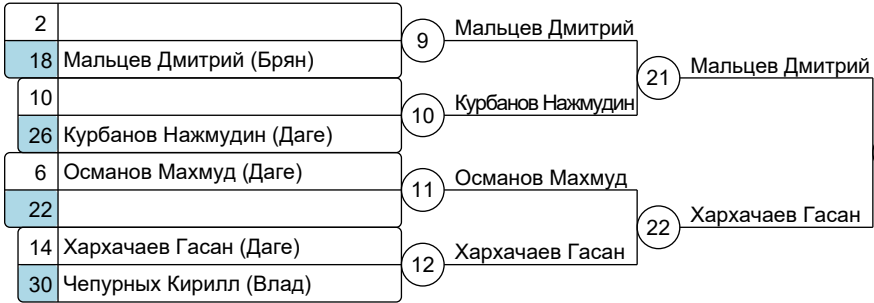 2
18 Мальцев Дмитрий (Брян)
10
26 Курбанов Нажмудин (Даге)
6 Османов Махмуд (Даге)
22
14 Хархачаев Гасан (Даге)
30 Чепурных Кирилл (Влад)
9 Мальцев Дмитрий
10 Курбанов Нажмудин
11 Османов Махмуд
12 Хархачаев Гасан
21 Мальцев Дмитрий
22 Хархачаев Гасан